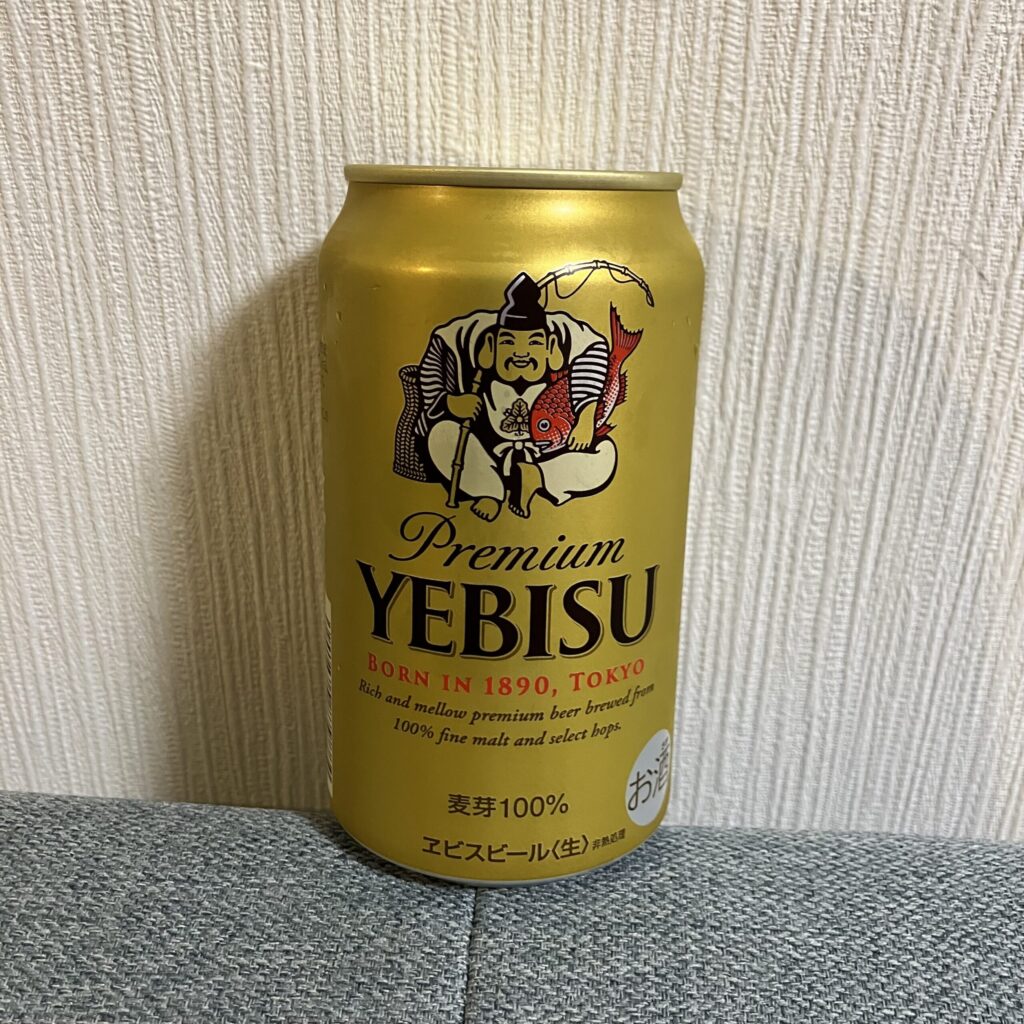 Premium
YEBISU
BORN IN 1890, TOKYO
Rich and mellow premium beer brewed from
100% fine malt and select hops.
お酒
麦芽100%
ヱビスビール〈生〉非熱処理